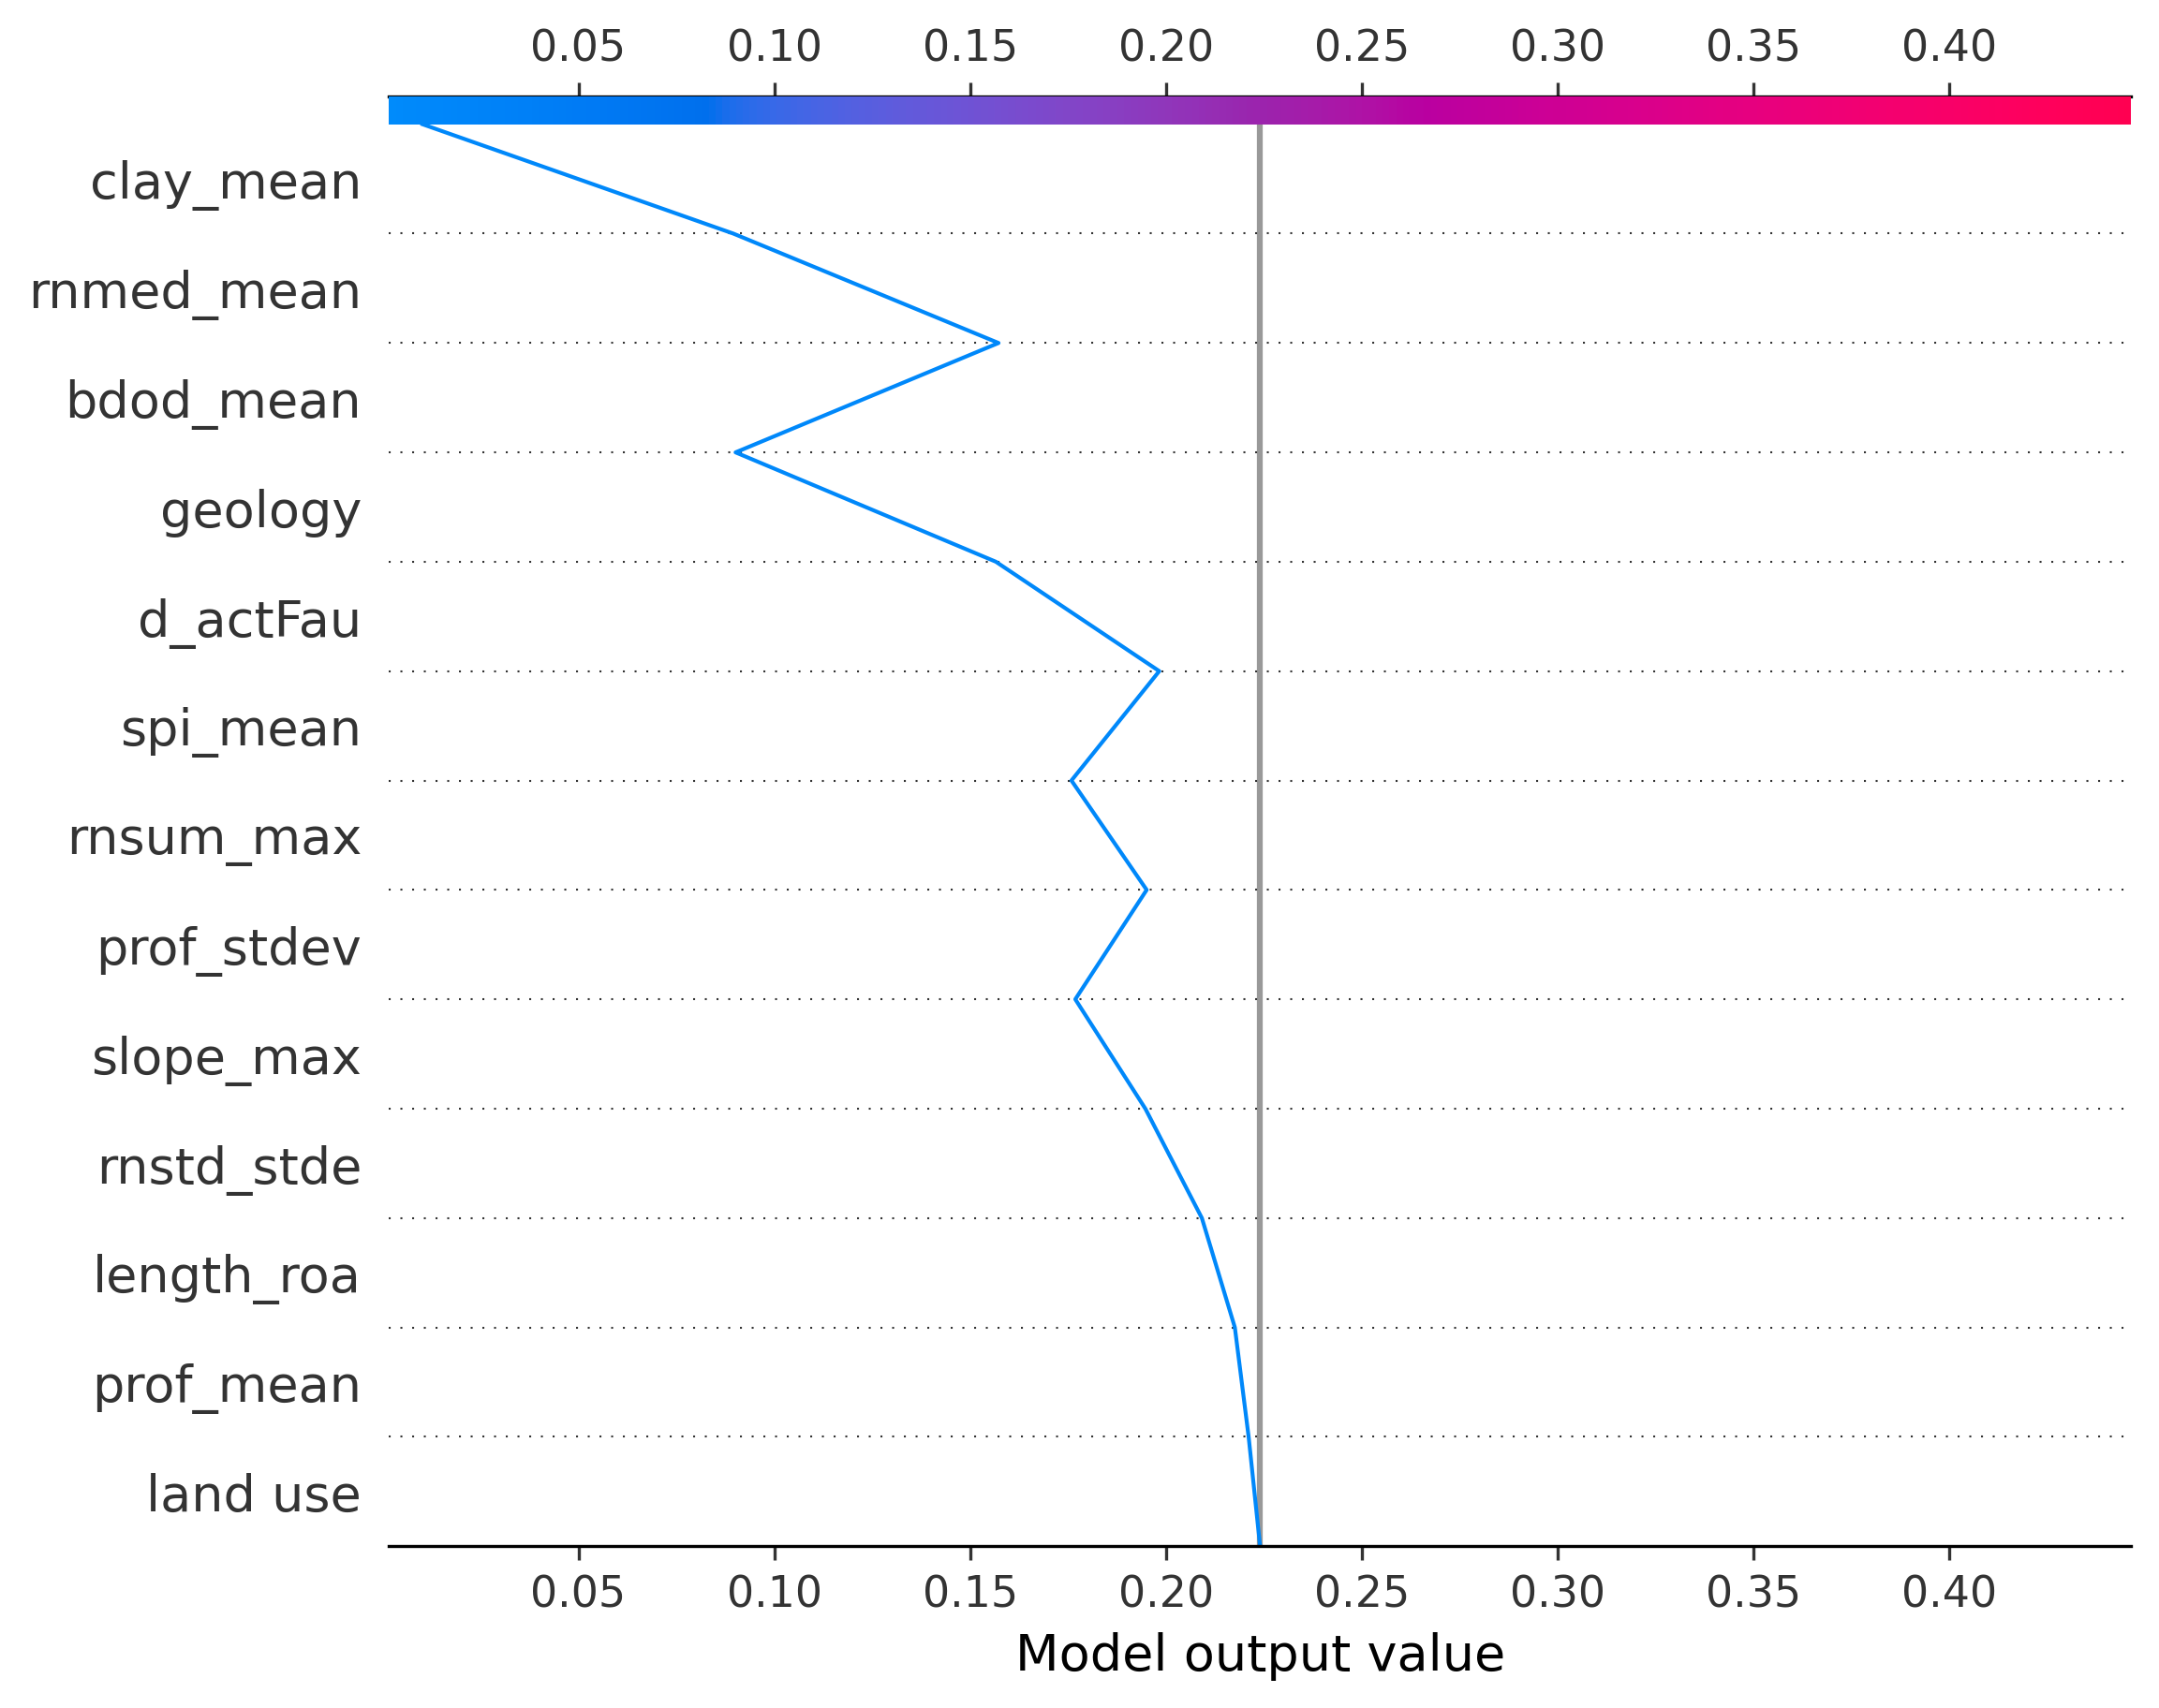 0.05 0.10 0.15 0.20 0.25 0.30 0.35 0.40
clay_mean
rnmed_mean
bdod_mean
geology
d_actFau
spi_mean
rnsum_max
prof_stdev
slope_max
rnstd_stde
length_roa
prof_mean
land use
0.05 0.10 0.15 0.20 0.25 0.30 0.35 0.40
Model output value